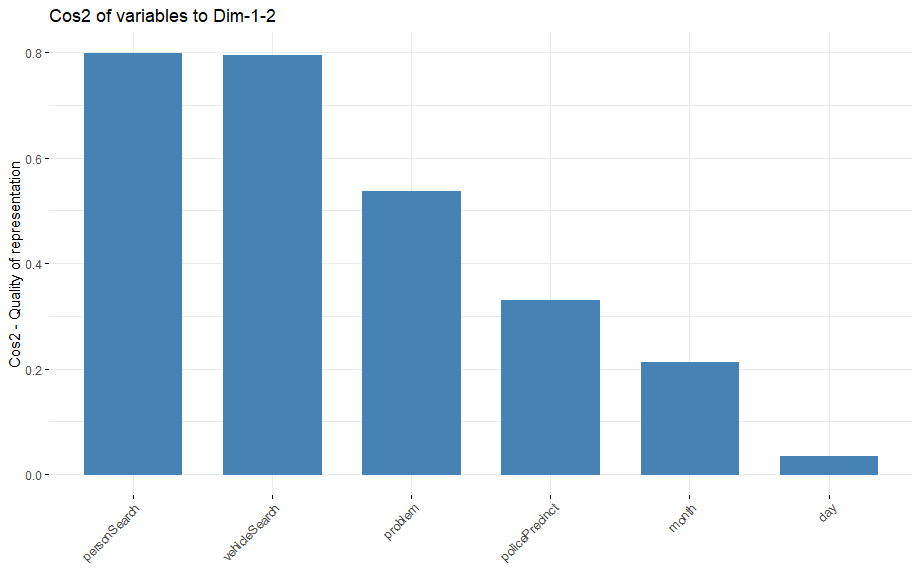 Cos2 of variables to Dim-1-2
Cos2 - Quality of representation
0.8
0.6
0.4
0.2
0.0
personSearch
vehicleSearch
problem
policePrecinct
month
day